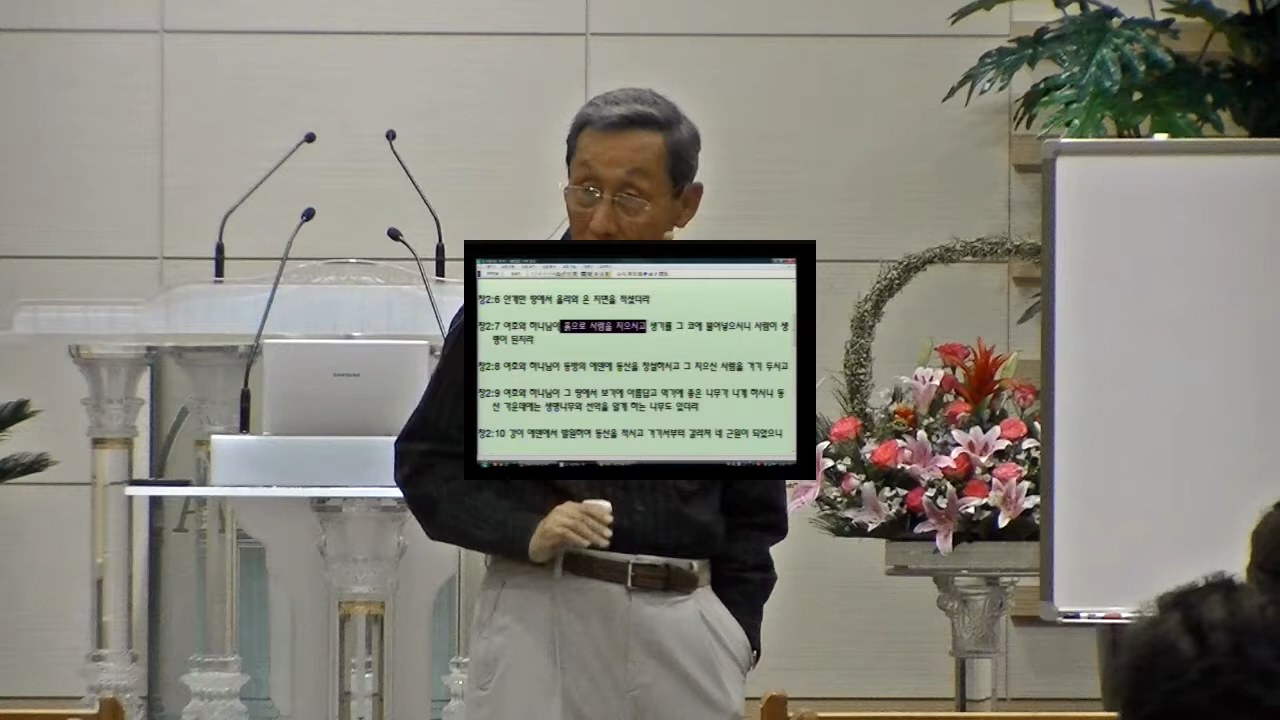 SAMSUNG
창2:6 안개만 땅에서 올라와 온 지면을 적셨더라
창2:7 여호와 하나님이 흙으로 사람을 지으시고 생기를 그 코에 불어넣으시니 사람이 생
령이 된지라
창2:8 여호와 하나님이 동방의 에덴에 동산을 창설하시고 그 지으신 사람을 거기 두시고
창2:9 여호와 하나님이 그 땅에서 보기에 아름답고 먹기에 좋은 나무가 나게 하시니 동
산 가운데에는 생명나무와 선악을 알게 하는 나무도 있더라
창2:10 강이 에덴에서 발원하여 동산을 적시고 거기서부터 갈라져 네 근원이 되었으니